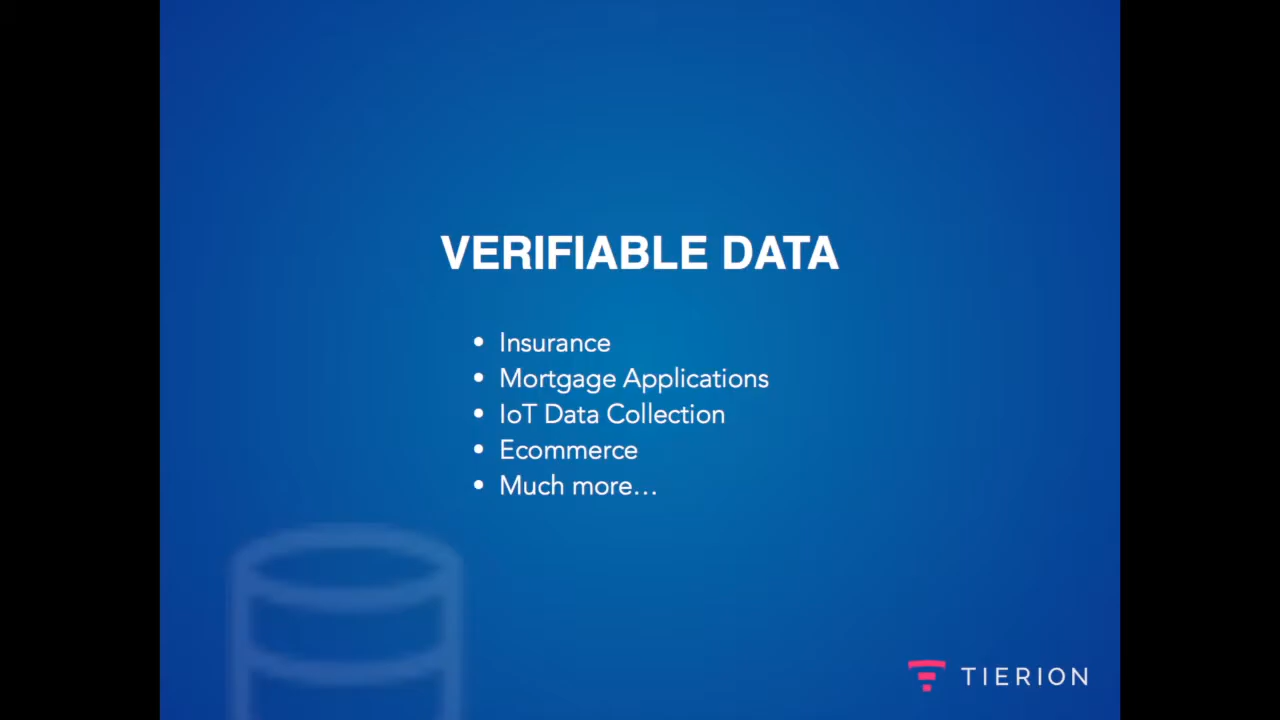 VERIFIABLE DATA
• Insurance
• Mortgage Applications
• IoT Data Collection
• Ecommerce
• Much more…
TIERION